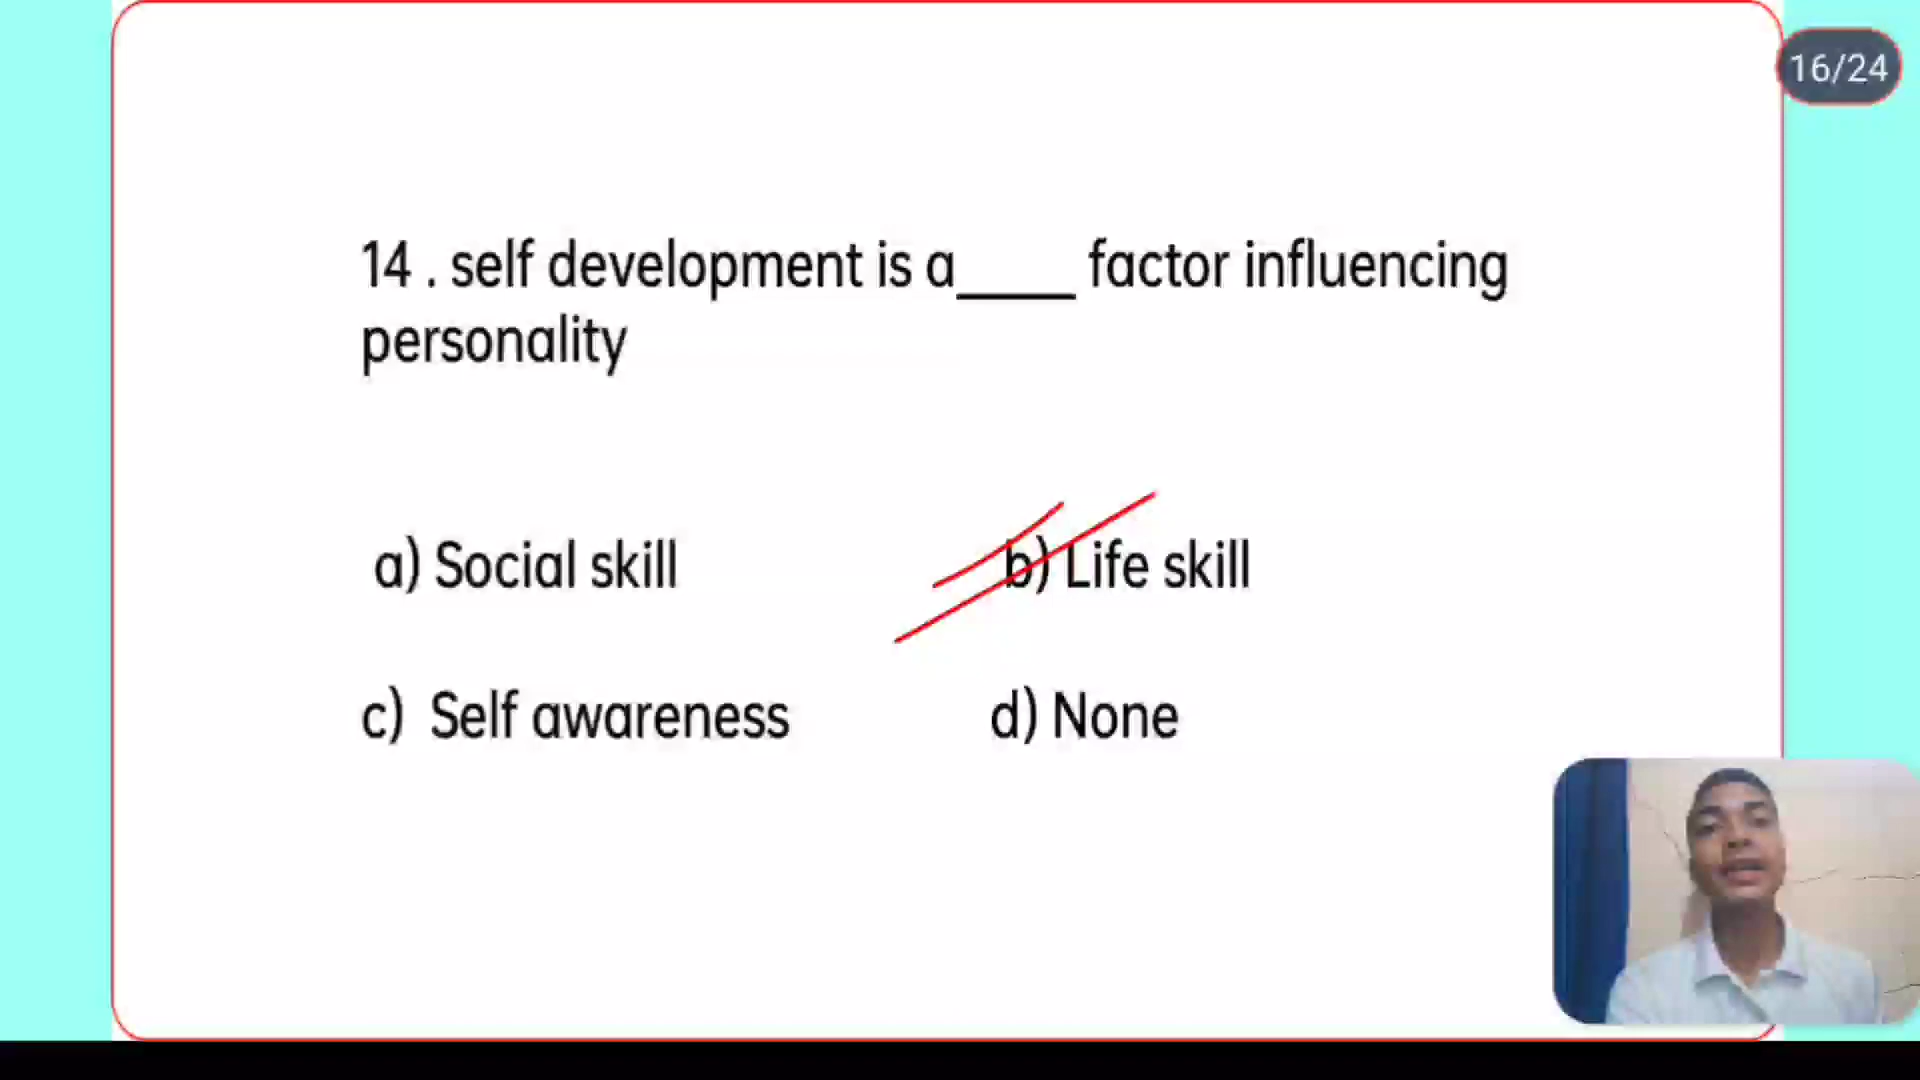 16/24
14 . self development is a____ factor influencing
personality
a) Social skill
b) Life skill
c) Self awareness
d) None